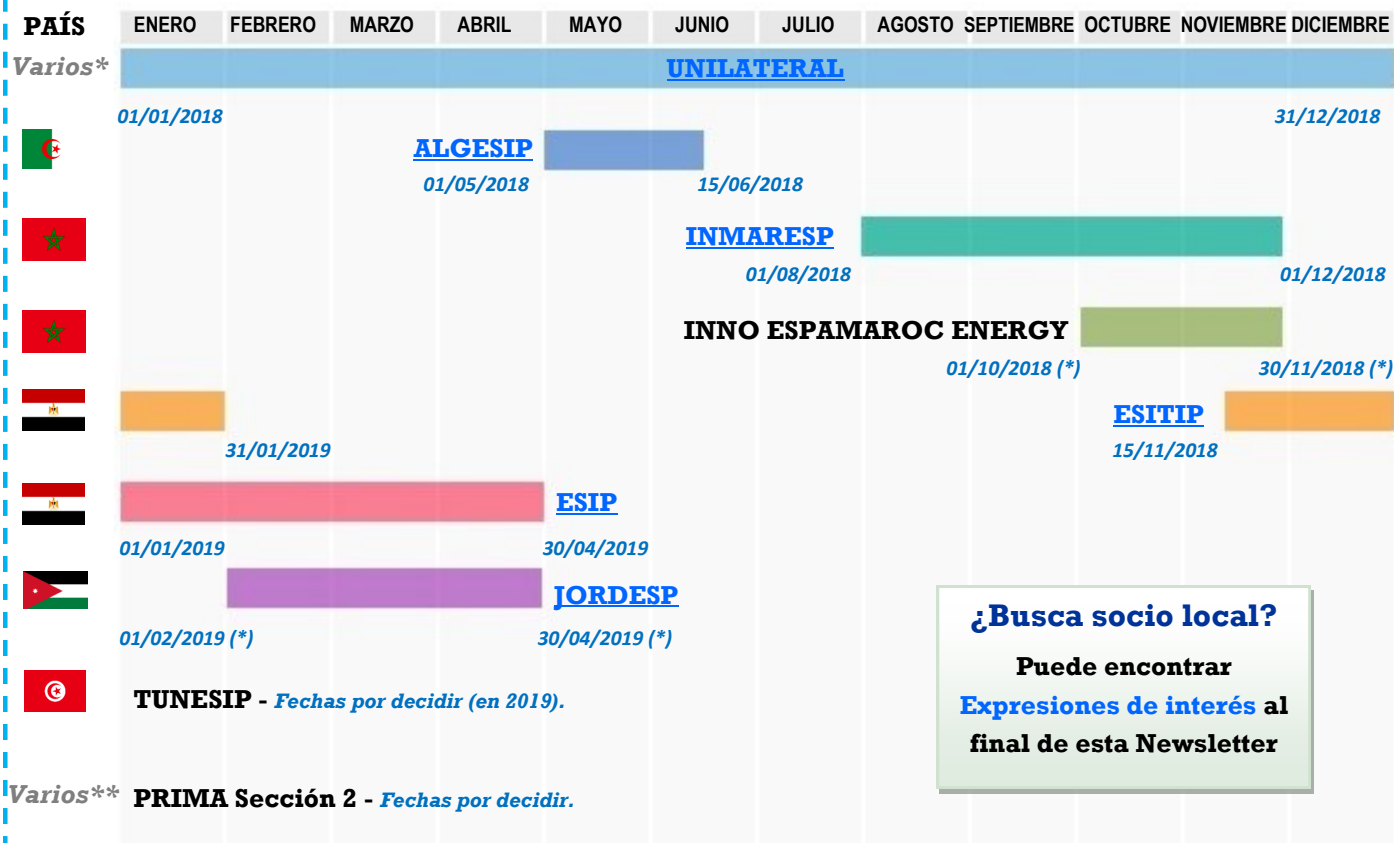 PAÍS ENERO FEBRERO MARZO ABRIL MAYO JUNIO JULIO AGOSTO SEPTIEMBRE OCTUBRE NOVIEMBRE DICIEMBRE
Varios* UNILATERAL
01/01/2018 31/12/2018
ALGESIP
01/05/2018 15/06/2018
INMARESP
01/08/2018 01/12/2018
INNO ESPAMAROC ENERGY
01/10/2018 (*) 30/11/2018 (*)
ESITIP
31/01/2019 15/11/2018
ESIP
01/01/2019 30/04/2019
JORDESP
01/02/2019 (*) 30/04/2019 (*)
TUNESIP - Fechas por decidir (en 2019).
Varios** PRIMA Sección 2 - Fechas por decidir.
¿Busca socio local?
Puede encontrar
Expresiones de interés al
final de esta Newsletter